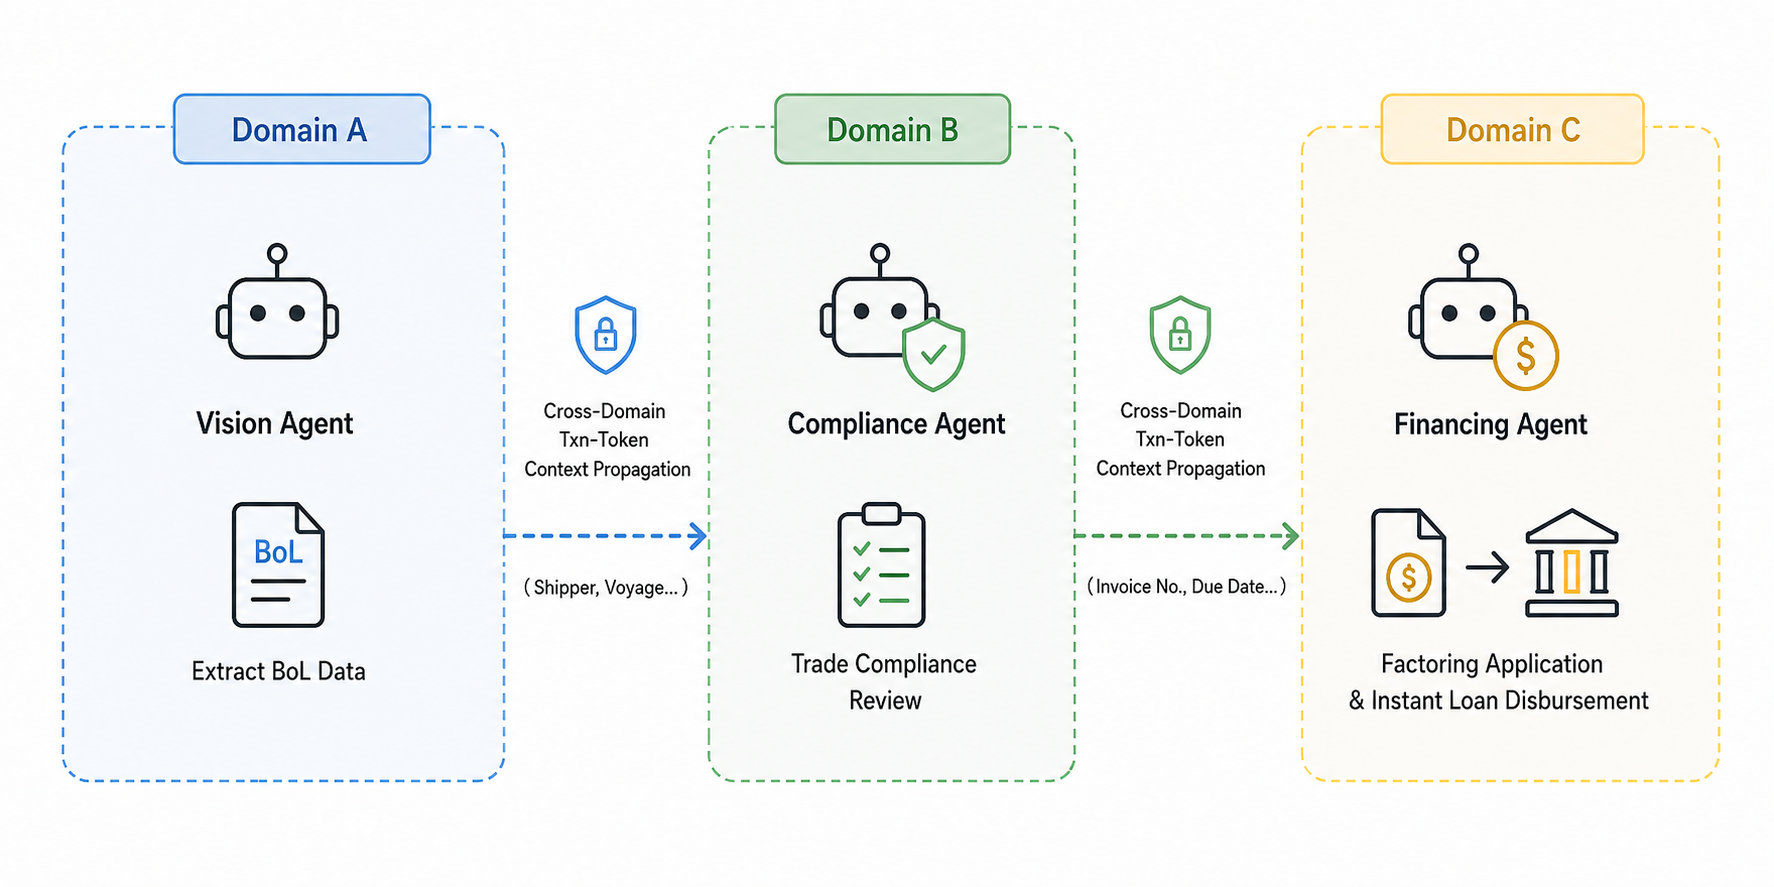 Domain A
Vision Agent
BoL
Extract BoL Data
Cross-Domain
Txn-Token
Context Propagation
( Shipper, Voyage... )
Domain B
Compliance Agent
Trade Compliance
Review
Cross-Domain
Txn-Token
Context Propagation
(Invoice No., Due Date...)
Domain C
$
Financing Agent
$
Factoring Application
& Instant Loan Disbursement